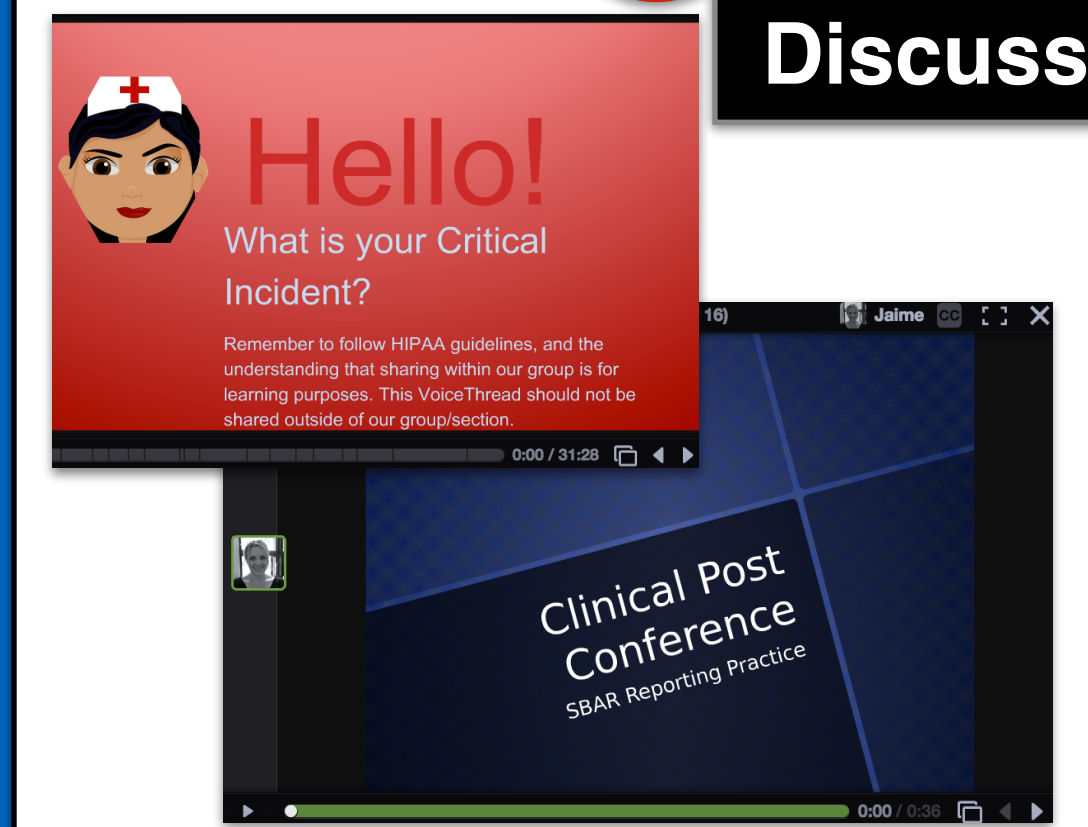 Discuss
Hello!
What is your Critical
Incident?
Remember to follow HIPAA guidelines, and the
understanding that sharing within our group is for
learning purposes. This VoiceThread should not be
shared outside of our group/section.
0:00 / 31:28
16)
Jaime
CC
Clinical Post
Conference
SBAR Reporting Practice
0:00 / 0:36